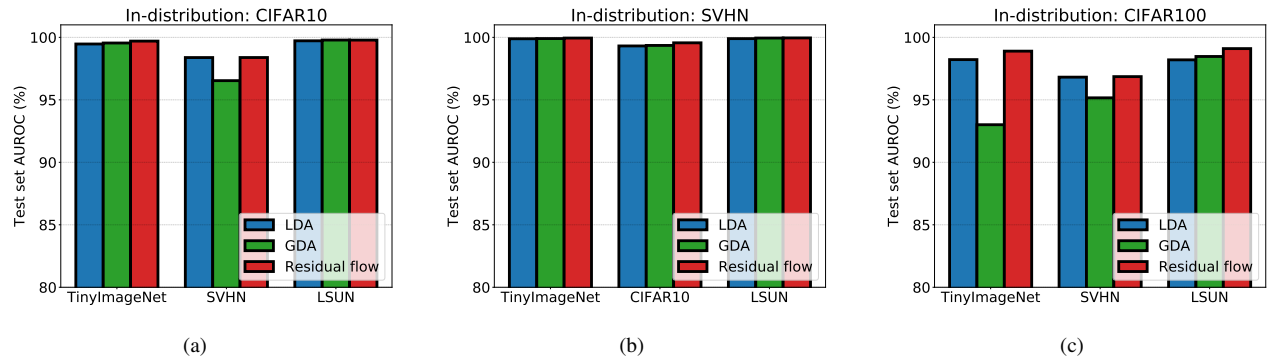 In-distribution: CIFAR10
Test set AUROC (%)
100
95
90
85
80
LDA
GDA
Residual flow
TinyImageNet SVHN LSUN
(a)
In-distribution: SVHN
Test set AUROC (%)
100
95
90
85
80
LDA
GDA
Residual flow
TinyImageNet CIFAR10 LSUN
(b)
In-distribution: CIFAR100
Test set AUROC (%)
100
95
90
85
80
LDA
GDA
Residual flow
TinyImageNet SVHN LSUN
(c)